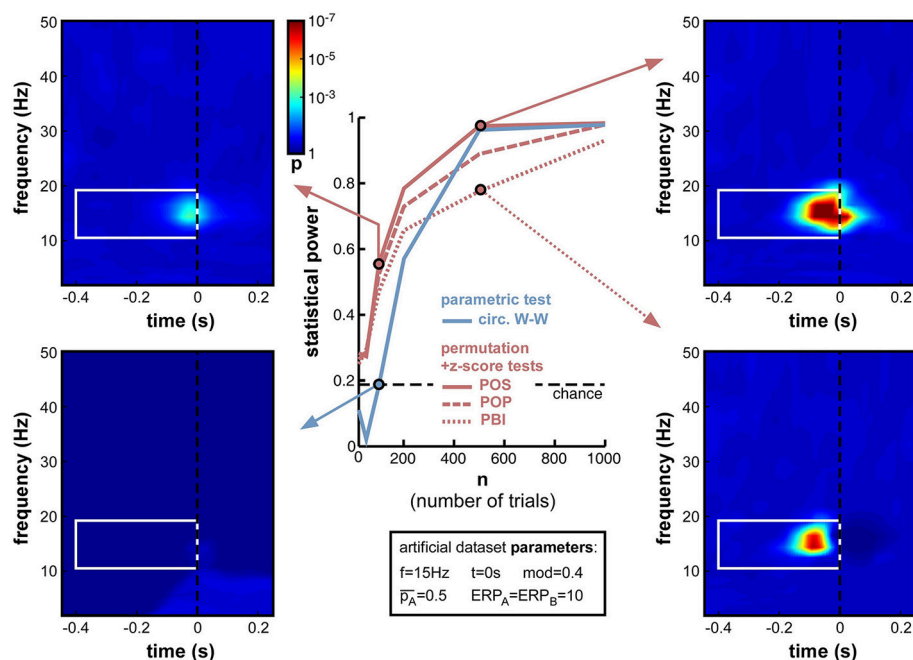 50
40
30
20
10
frequency (Hz)
-0.4
-0.2
0
0.2
time (s)
10-7
10-5
10-3
1
p
50
40
30
20
10
frequency (Hz)
-0.4
-0.2
0
0.2
time (s)
1
0.8
0.6
0.4
0.2
0
statistical power
parametric test
circ. W-W
permutation
+z-score tests
POS
POP
PBI
chance
0
200
400
600
800
1000
n
(number of trials)
50
40
30
20
10
frequency (Hz)
-0.4
-0.2
0
0.2
time (s)
artificial dataset parameters:
f=15Hz t=0s mod=0.4
p̅A̅=0.5 ERPA=ERPB=10
50
40
30
20
10
frequency (Hz)
-0.4
-0.2
0
0.2
time (s)